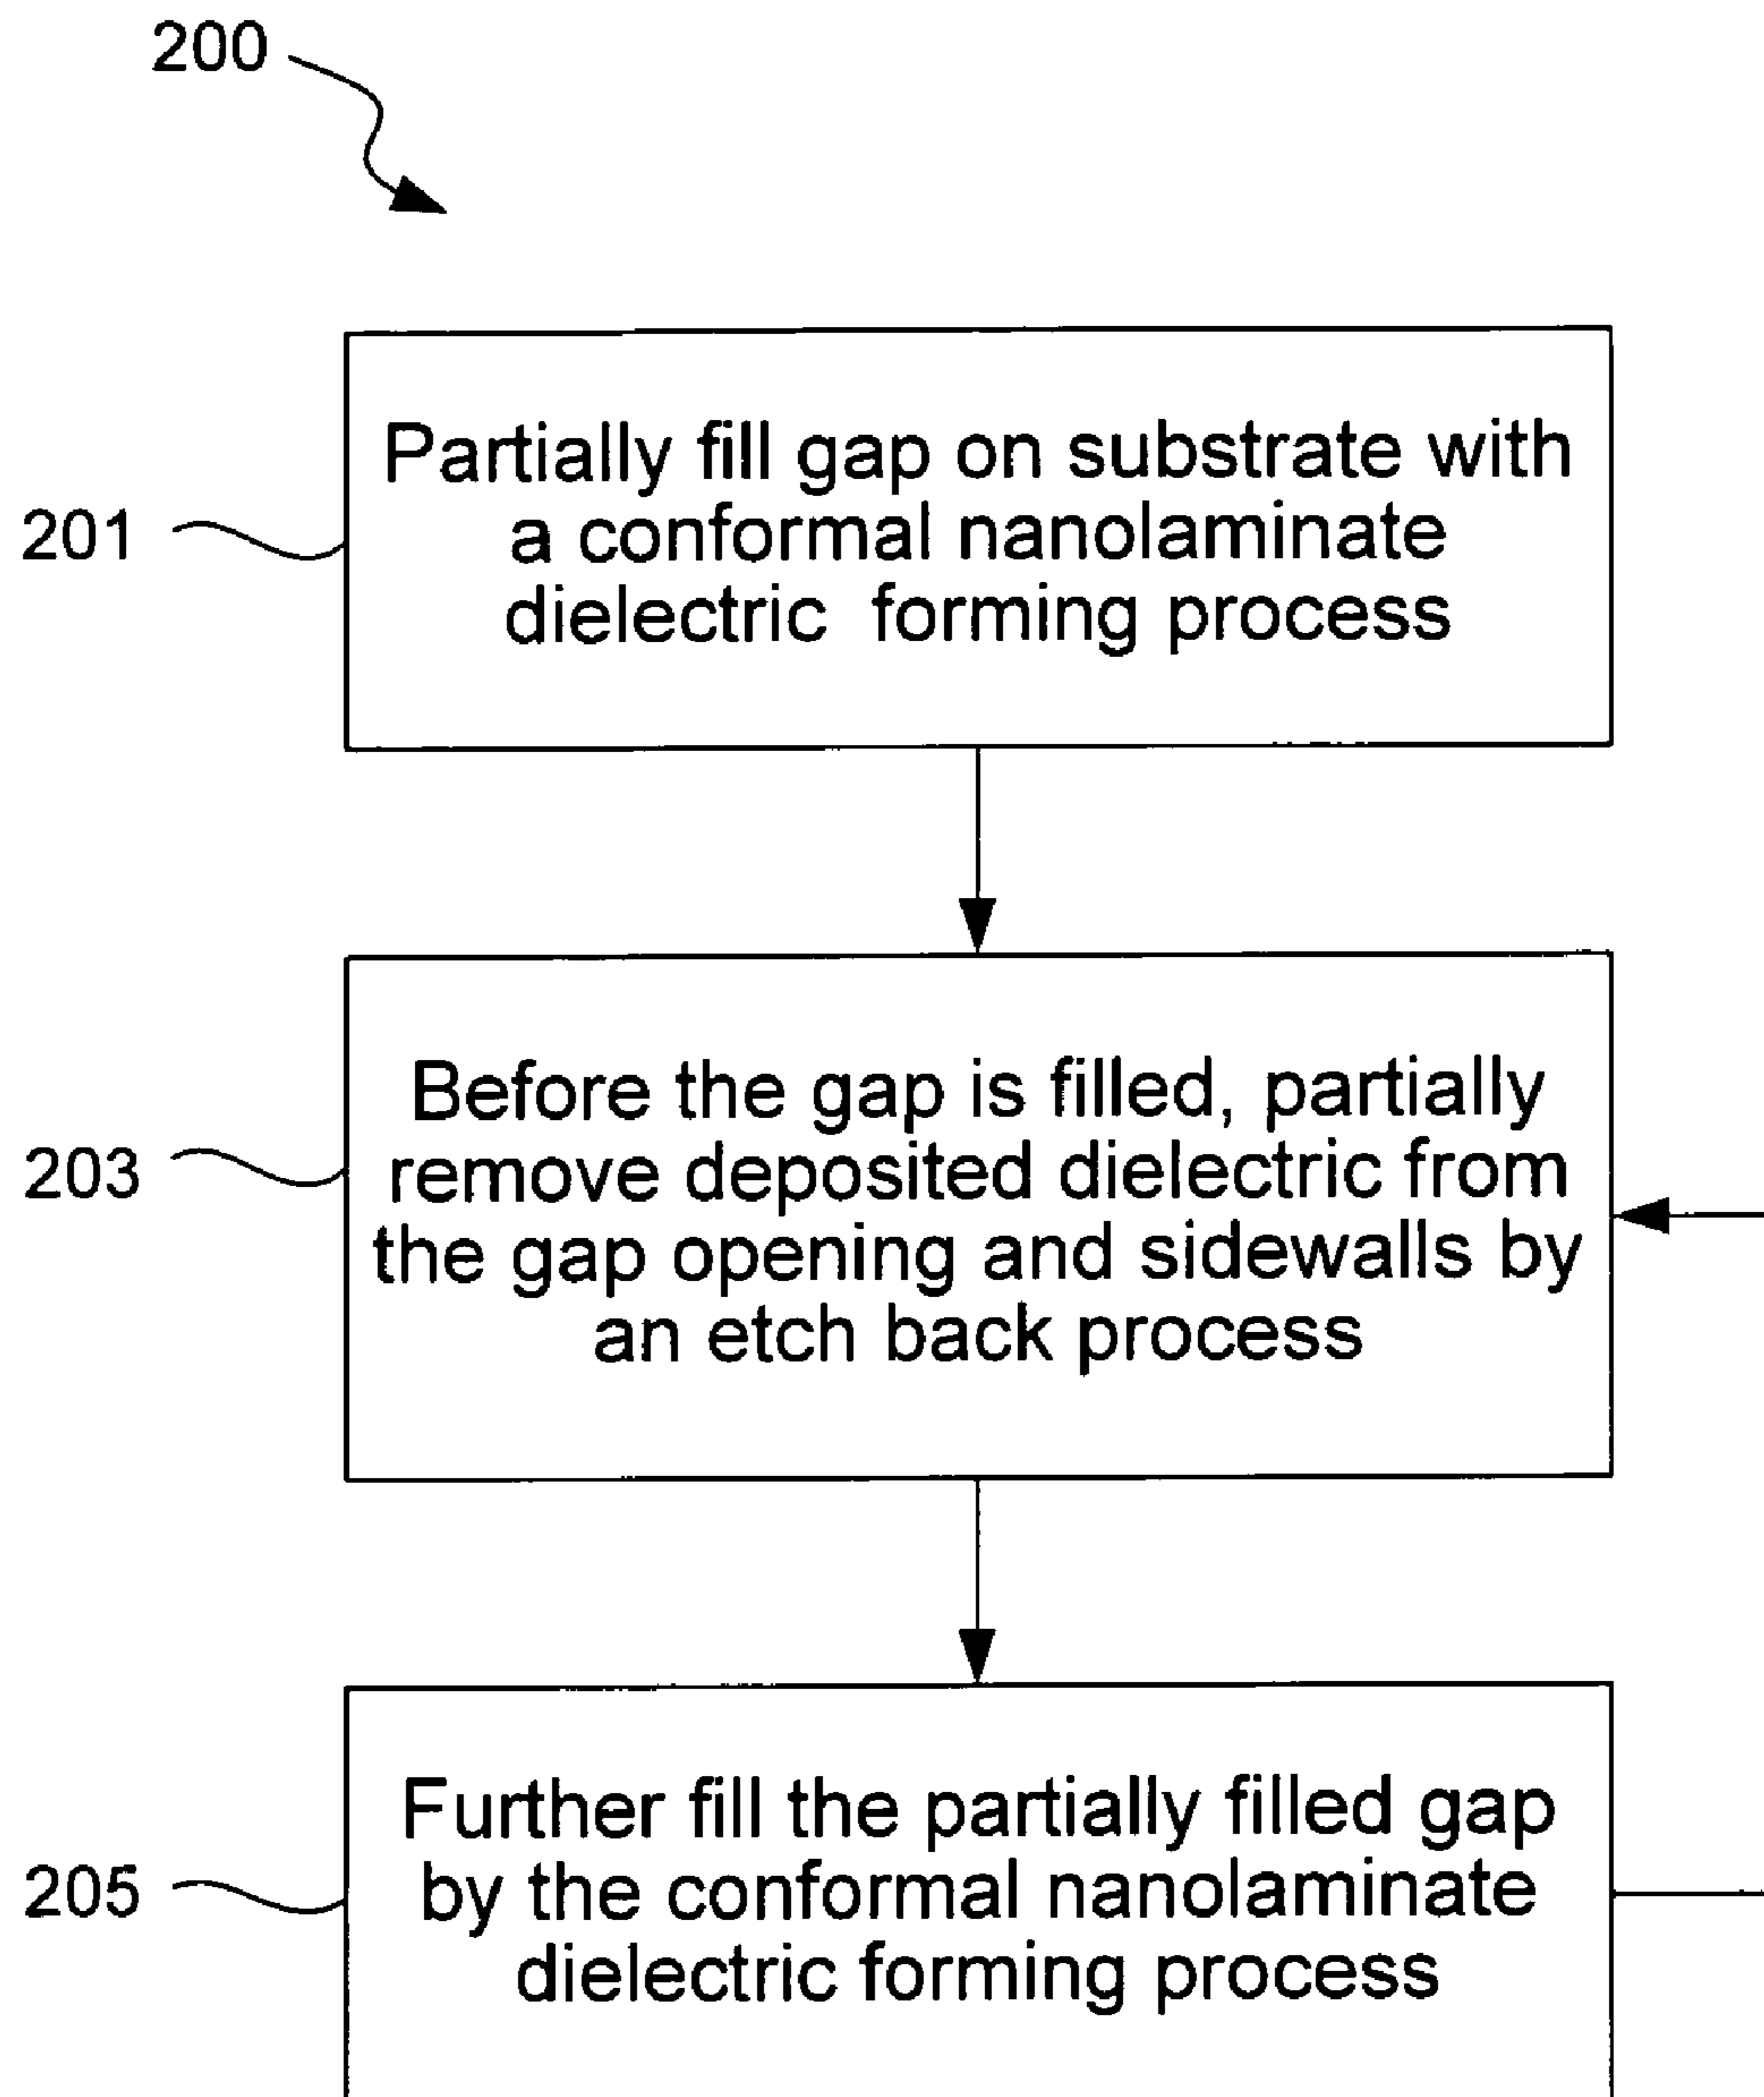 200
Partially fill gap on substrate with
a conformal nanolaminate
dielectric forming process
201
Before the gap is filled, partially
remove deposited dielectric from
the gap opening and sidewalls by
an etch back process
203
Further fill the partially filled gap
by the conformal nanolaminate
dielectric forming process
205